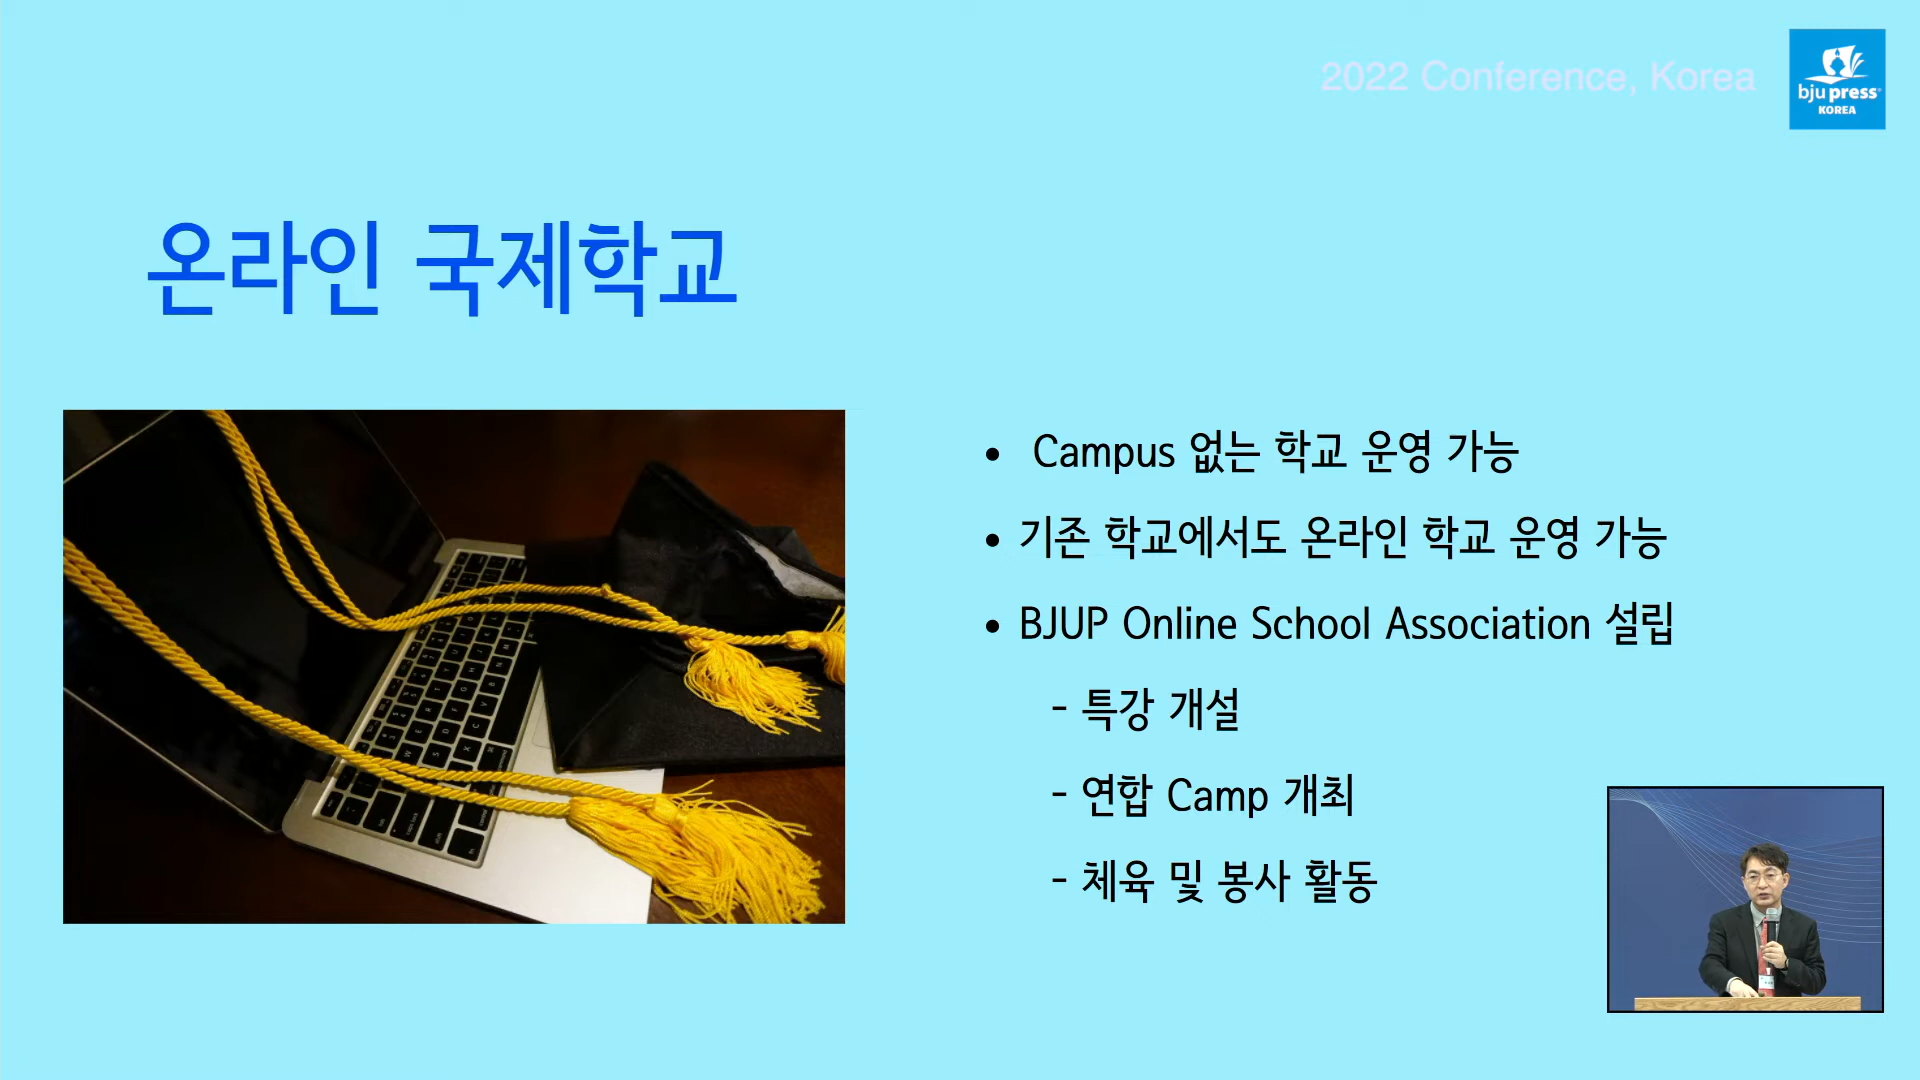 2022 Conference, Korea
bju press
KOREA
온라인 국제학교
• Campus 없는 학교 운영 가능
• 기존 학교에서도 온라인 학교 운영 가능
• BJUP Online School Association 설립
- 특강 개설
- 연합 Camp 개최
- 체육 및 봉사 활동